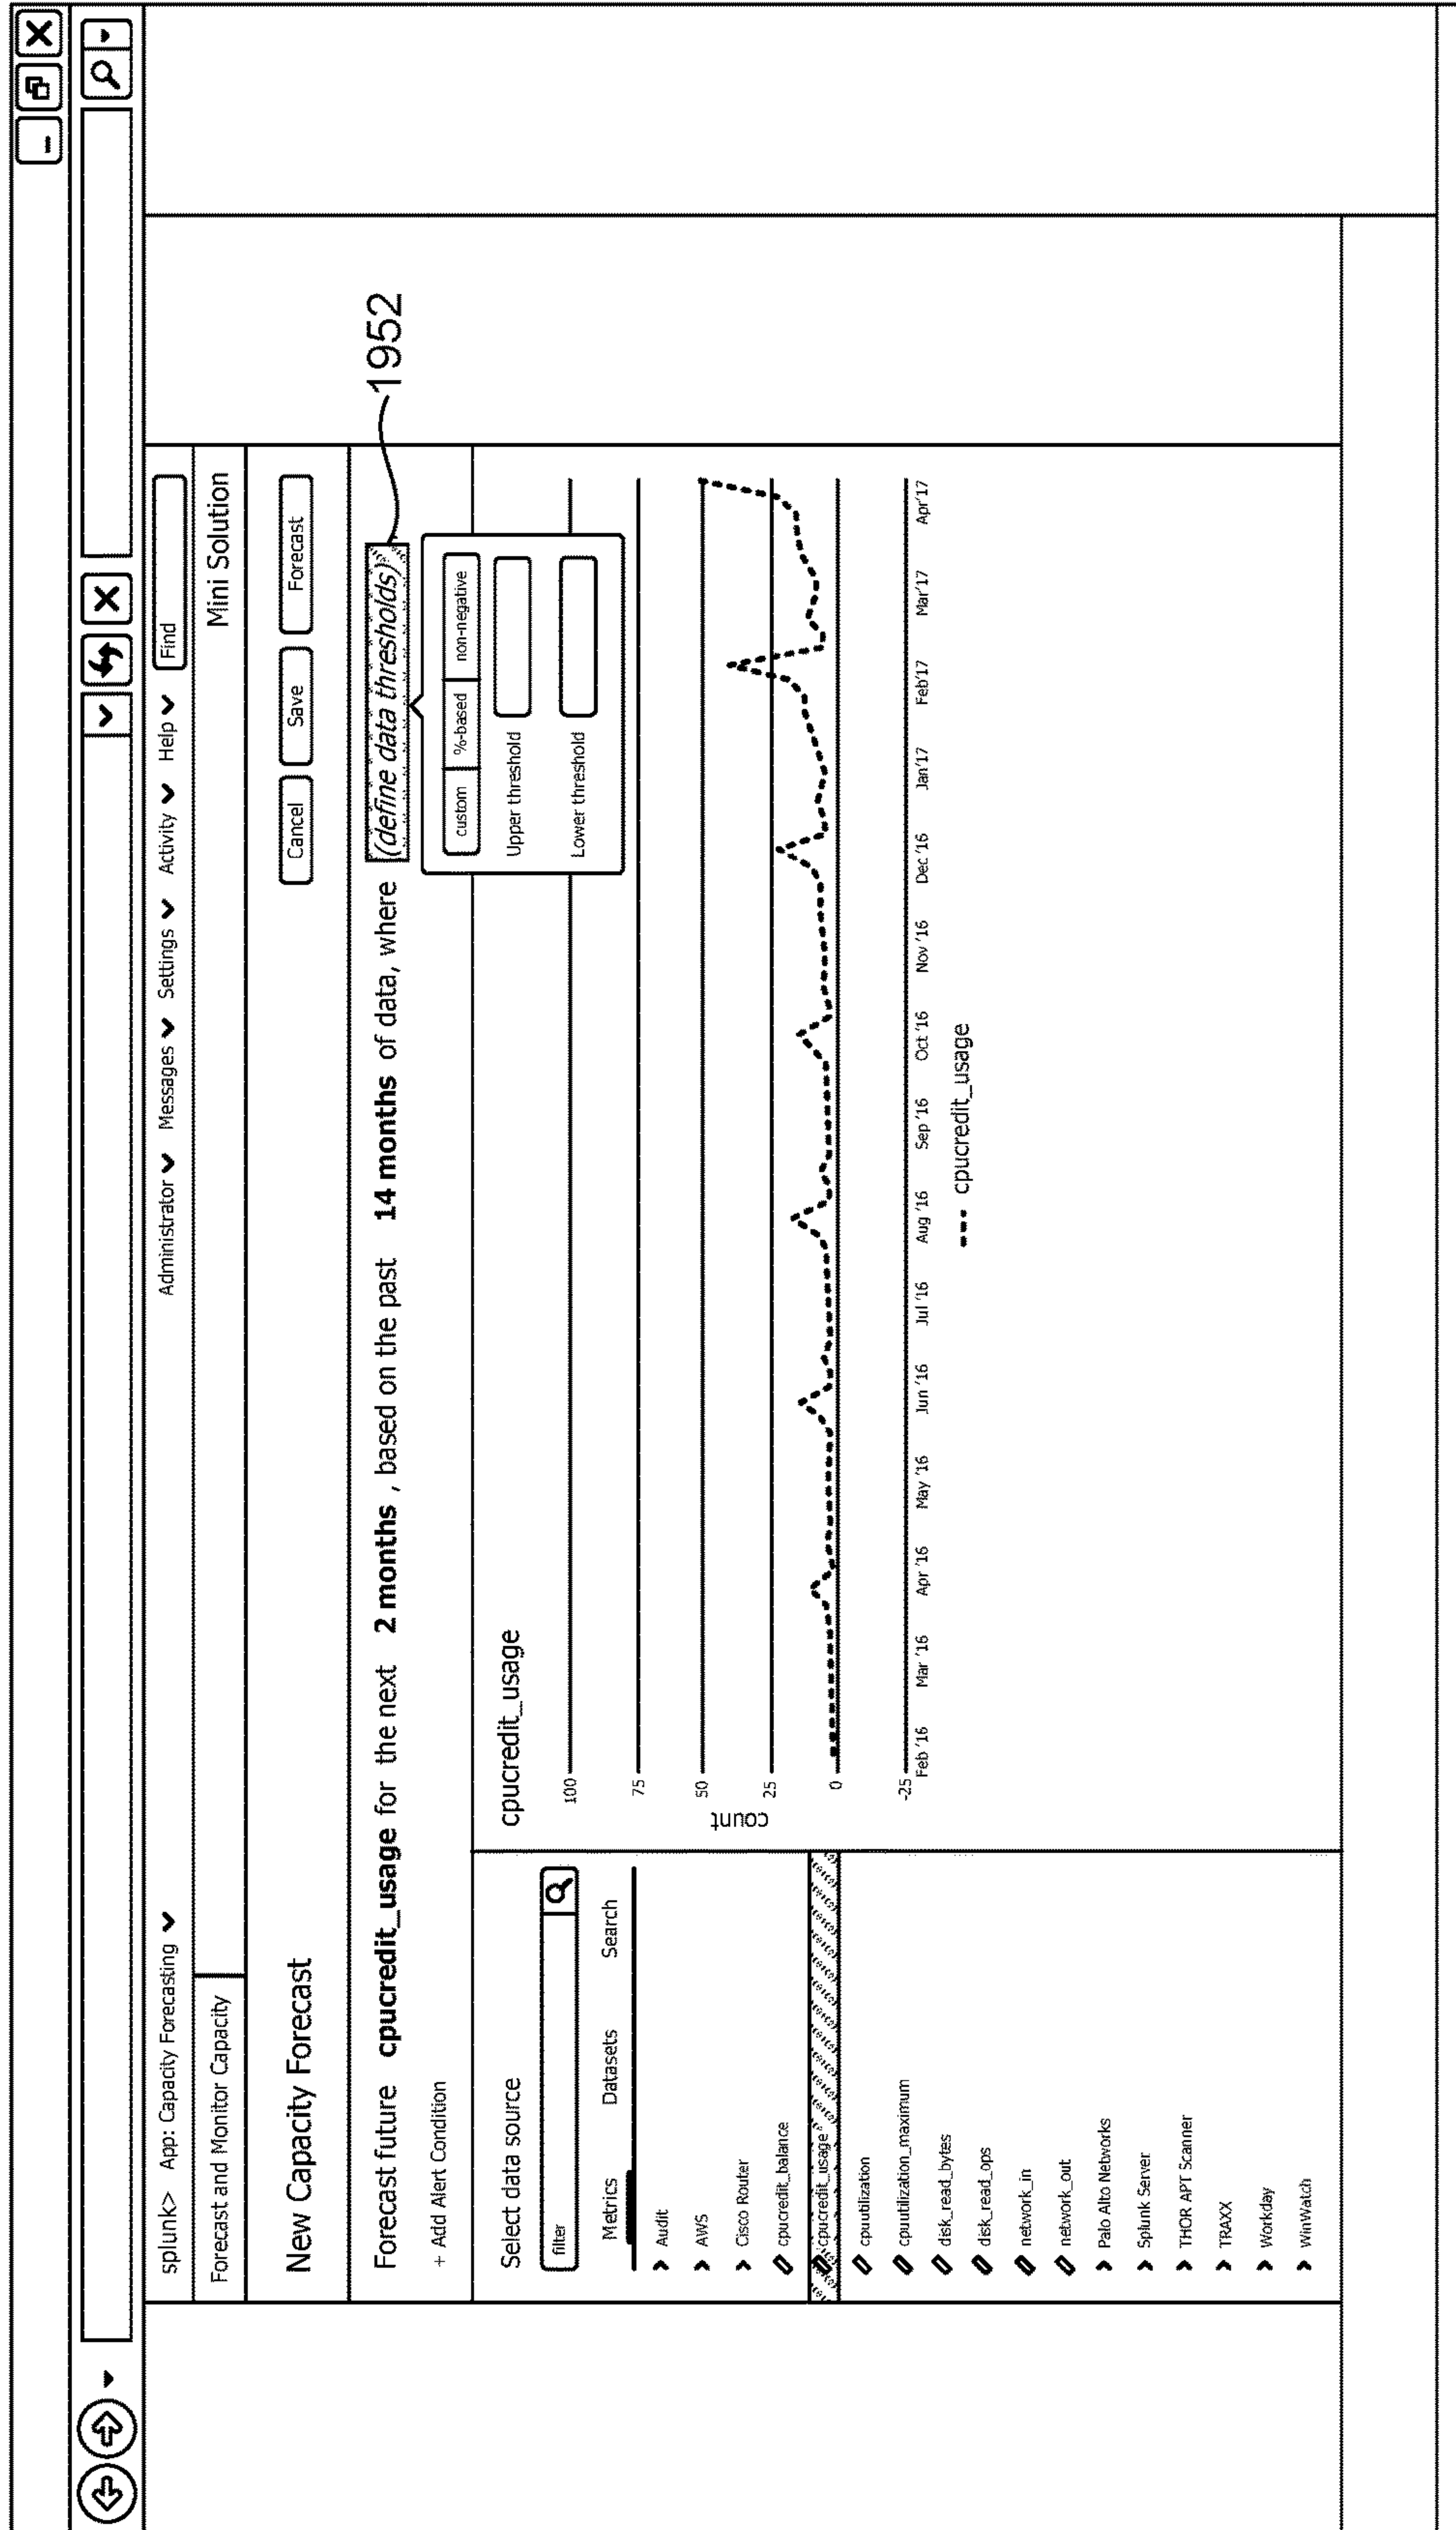 splunk> App: Capacity Forecasting Administrator Messages Settings Activity Help Find
Forecast and Monitor Capacity Mini Solution
New Capacity Forecast Cancel Save Forecast
Forecast future cpucredit_usage for the next 2 months , based on the past 14 months of data, where (define data thresholds)
1952
+ Add Alert Condition
custom %-based non-negative
Upper threshold
Lower threshold
Select data source
filter
Metrics Datasets Search
Audit
AWS
Cisco Router
cpucredit_balance
cpucredit_usage
cpuutilization
cpuutilization_maximum
disk_read_bytes
disk_read_ops
network_in
network_out
Palo Alto Networks
Splunk Server
THOR APT Scanner
TRAXX
Workday
WinWatch
cpucredit_usage
100
75
50
25
0
-25
count
Feb '16 Mar '16 Apr '16 May '16 Jun '16 Jul '16 Aug '16 Sep '16 Oct '16 Nov '16 Dec '16 Jan'17 Feb'17 Mar'17 Apr'17
cpucredit_usage